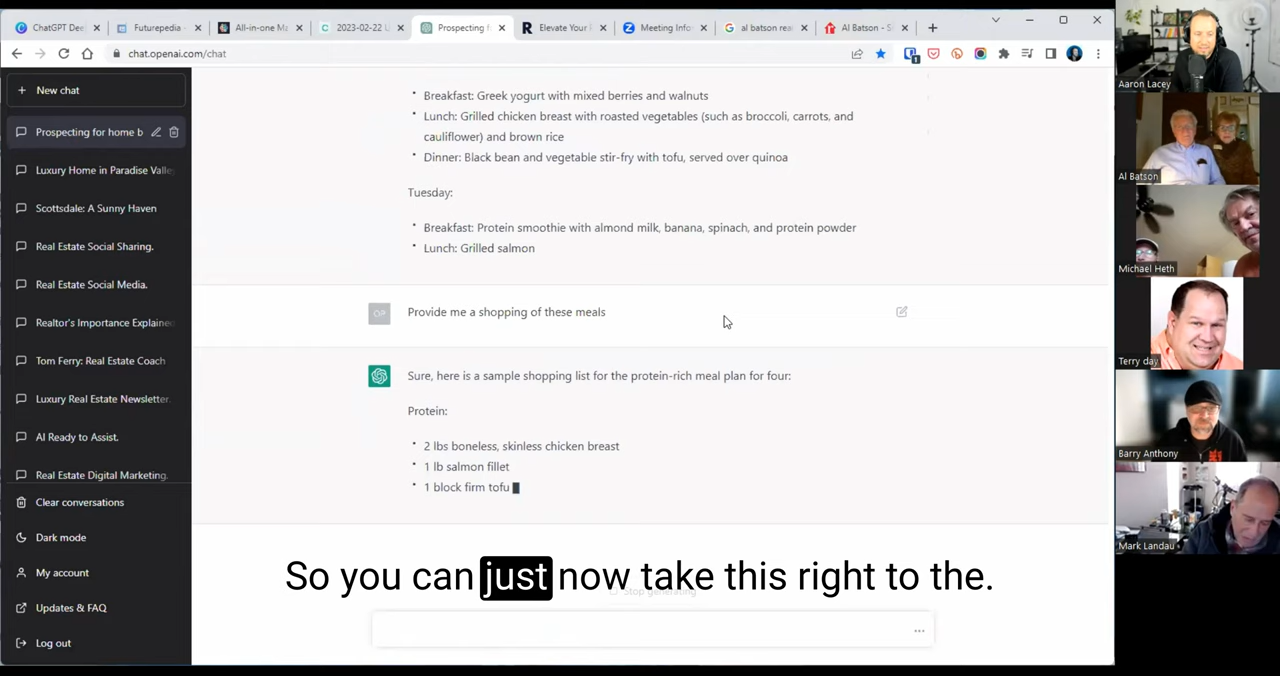 ChatGPT Dee
Futurepedia -
All-in-one Ma
2023-02-22 L
Prospecting f
Elevate Your F
Meeting Info
al batson rea
Al Batson - S
chat.openai.com/chat
New chat
Prospecting for home b
Luxury Home in Paradise Valle
Scottsdale: A Sunny Haven
Real Estate Social Sharing.
Real Estate Social Media.
Realtor's Importance Explained
Tom Ferry: Real Estate Coach
Luxury Real Estate Newsletter.
AI Ready to Assist.
Real Estate Digital Marketing.
Clear conversations
Dark mode
My account
Updates & FAQ
Log out
• Breakfast: Greek yogurt with mixed berries and walnuts
• Lunch: Grilled chicken breast with roasted vegetables (such as broccoli, carrots, and
cauliflower) and brown rice
• Dinner: Black bean and vegetable stir-fry with tofu, served over quinoa
Tuesday:
• Breakfast: Protein smoothie with almond milk, banana, spinach, and protein powder
• Lunch: Grilled salmon
Provide me a shopping of these meals
Sure, here is a sample shopping list for the protein-rich meal plan for four:
Protein:
• 2 lbs boneless, skinless chicken breast
• 1 lb salmon fillet
• 1 block firm tofu
So you can just now take this right to the.
Stop generating
Aaron Lacey
Al Batson
Michael Heth
Terry day
Barry Anthony
Mark Landau